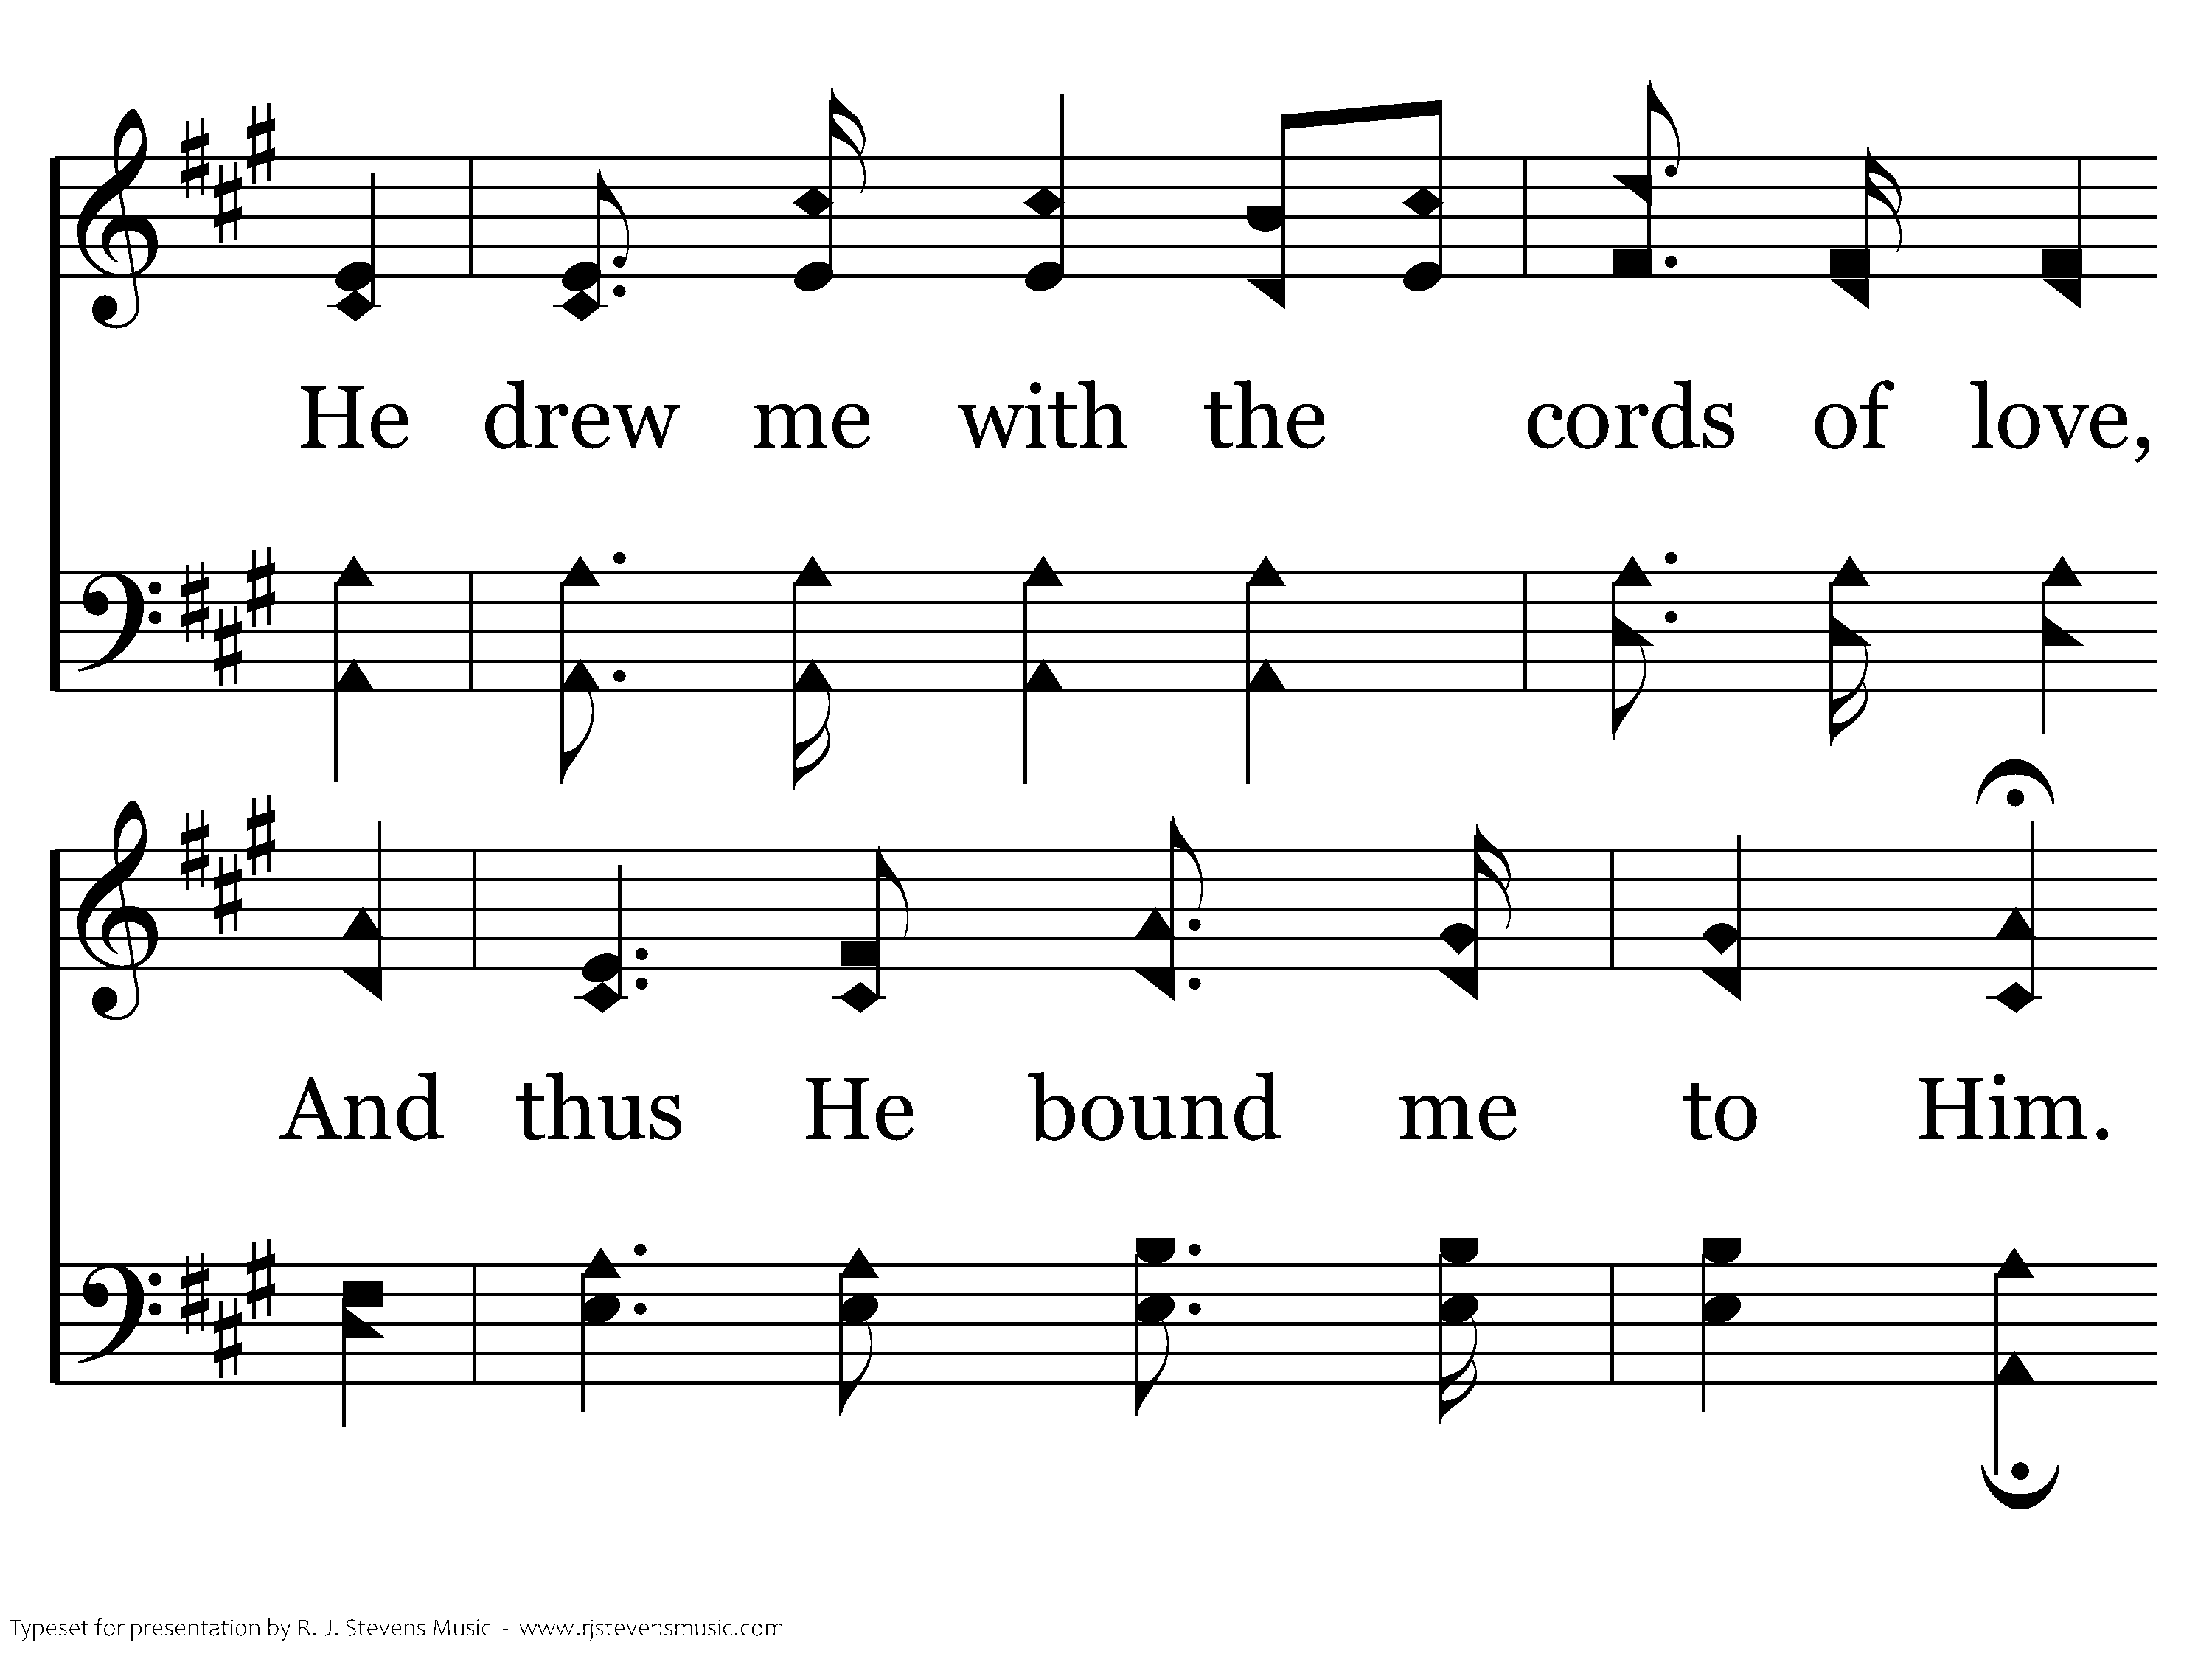 He drew me with the cords of love,
And thus He bound me to Him.
Typeset for presentation by R. J. Stevens Music - www.rjstevensmusic.com